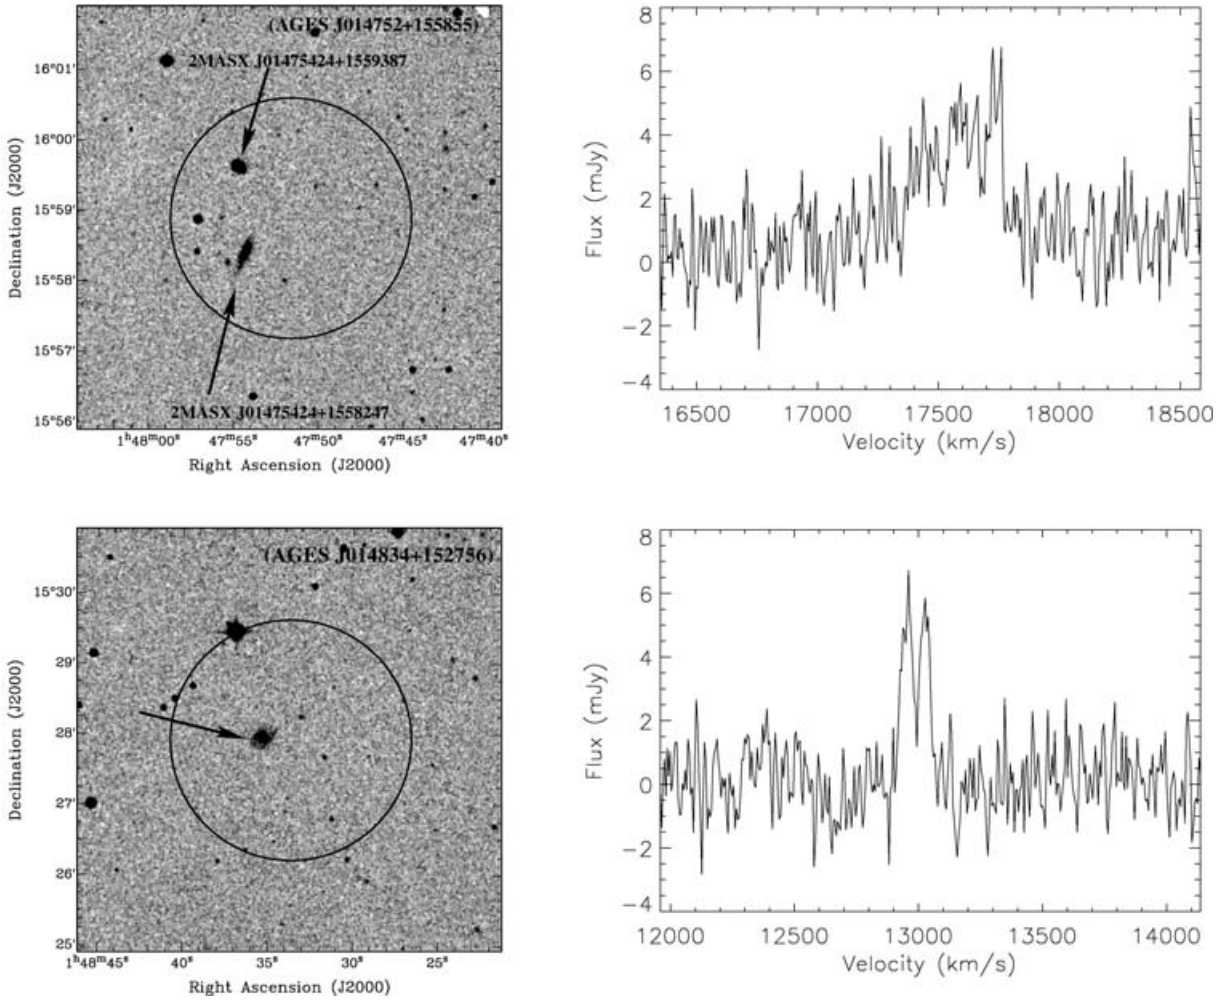 (AGES J014752+155855)
2MASX J01475424+1559387
16°01'
16°00'
15°59'
15°58'
15°57'
15°56'
Declination (J2000)
2MASX J01475424+1558247
1ʰ48ᵐ00ˢ 47ᵐ55ˢ 47ᵐ50ˢ 47ᵐ45ˢ 47ᵐ40ˢ
Right Ascension (J2000)
8
6
4
2
0
−2
−4
Flux (mJy)
16500 17000 17500 18000 18500
Velocity (km/s)
(AGES J014834+152756)
15°30'
29'
28'
27'
26'
25'
Declination (J2000)
1ʰ48ᵐ45ˢ 40ˢ 35ˢ 30ˢ 25ˢ
Right Ascension (J2000)
8
6
4
2
0
−2
−4
Flux (mJy)
12000 12500 13000 13500 14000
Velocity (km/s)